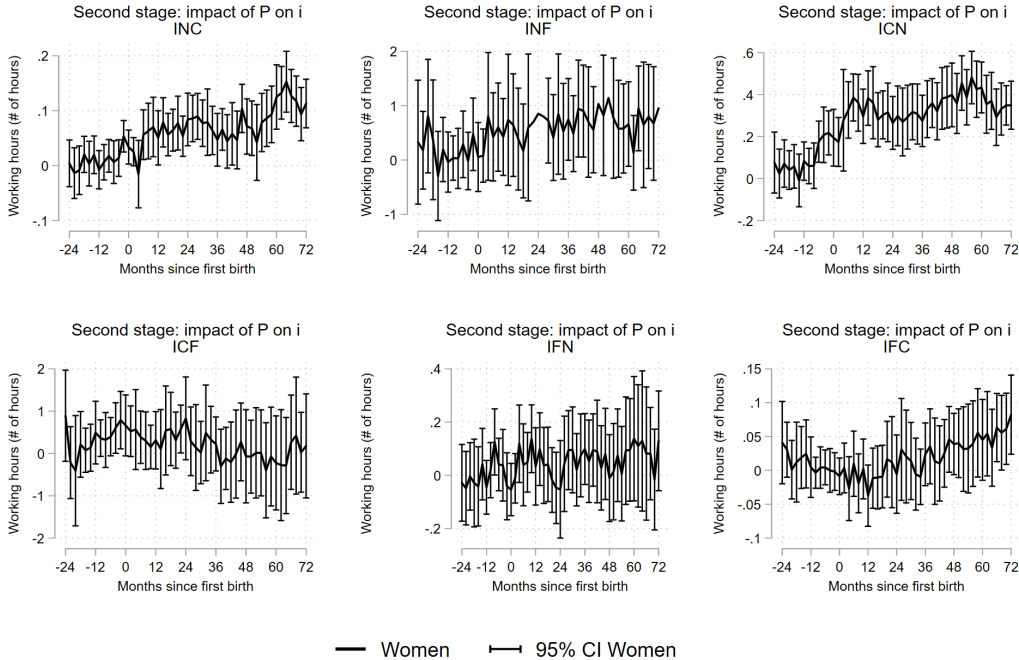 Second stage: impact of P on i
INC
Working hours (# of hours)
.2
.1
0
-.1
-24 -12 0 12 24 36 48 60 72
Months since first birth
Second stage: impact of P on i
INF
Working hours (# of hours)
2
1
0
-1
-24 -12 0 12 24 36 48 60 72
Months since first birth
Second stage: impact of P on i
ICN
Working hours (# of hours)
.6
.4
.2
0
-.2
-24 -12 0 12 24 36 48 60 72
Months since first birth
Second stage: impact of P on i
ICF
Working hours (# of hours)
2
1
0
-1
-2
-24 -12 0 12 24 36 48 60 72
Months since first birth
Second stage: impact of P on i
IFN
Working hours (# of hours)
.4
.2
0
-.2
-24 -12 0 12 24 36 48 60 72
Months since first birth
Second stage: impact of P on i
IFC
Working hours (# of hours)
.15
.1
.05
0
-.05
-.1
-24 -12 0 12 24 36 48 60 72
Months since first birth
Women 95% CI Women